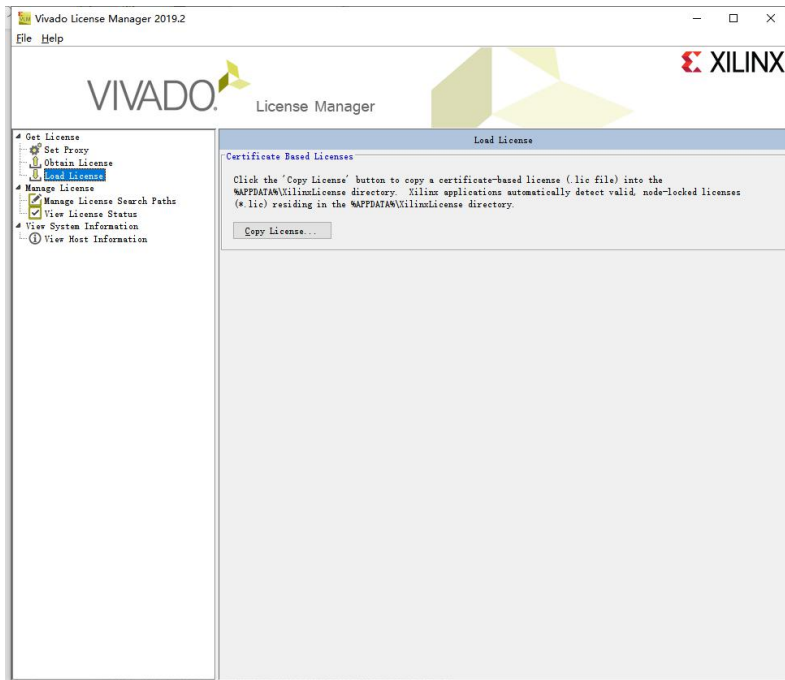 Vivado License Manager 2019.2
File Help
VIVADO.
License Manager
XILINX
Get License
Set Proxy
Obtain License
Load License
Manage License
Manage License Search Paths
View License Status
View System Information
View Host Information
Load License
Certificate Based Licenses
Click the 'Copy License' button to copy a certificate-based license (.lic file) into the
%APPDATA%\XilinxLicense directory. Xilinx applications automatically detect valid, node-locked licenses
(*.lic) residing in the %APPDATA%\XilinxLicense directory.
Copy License...